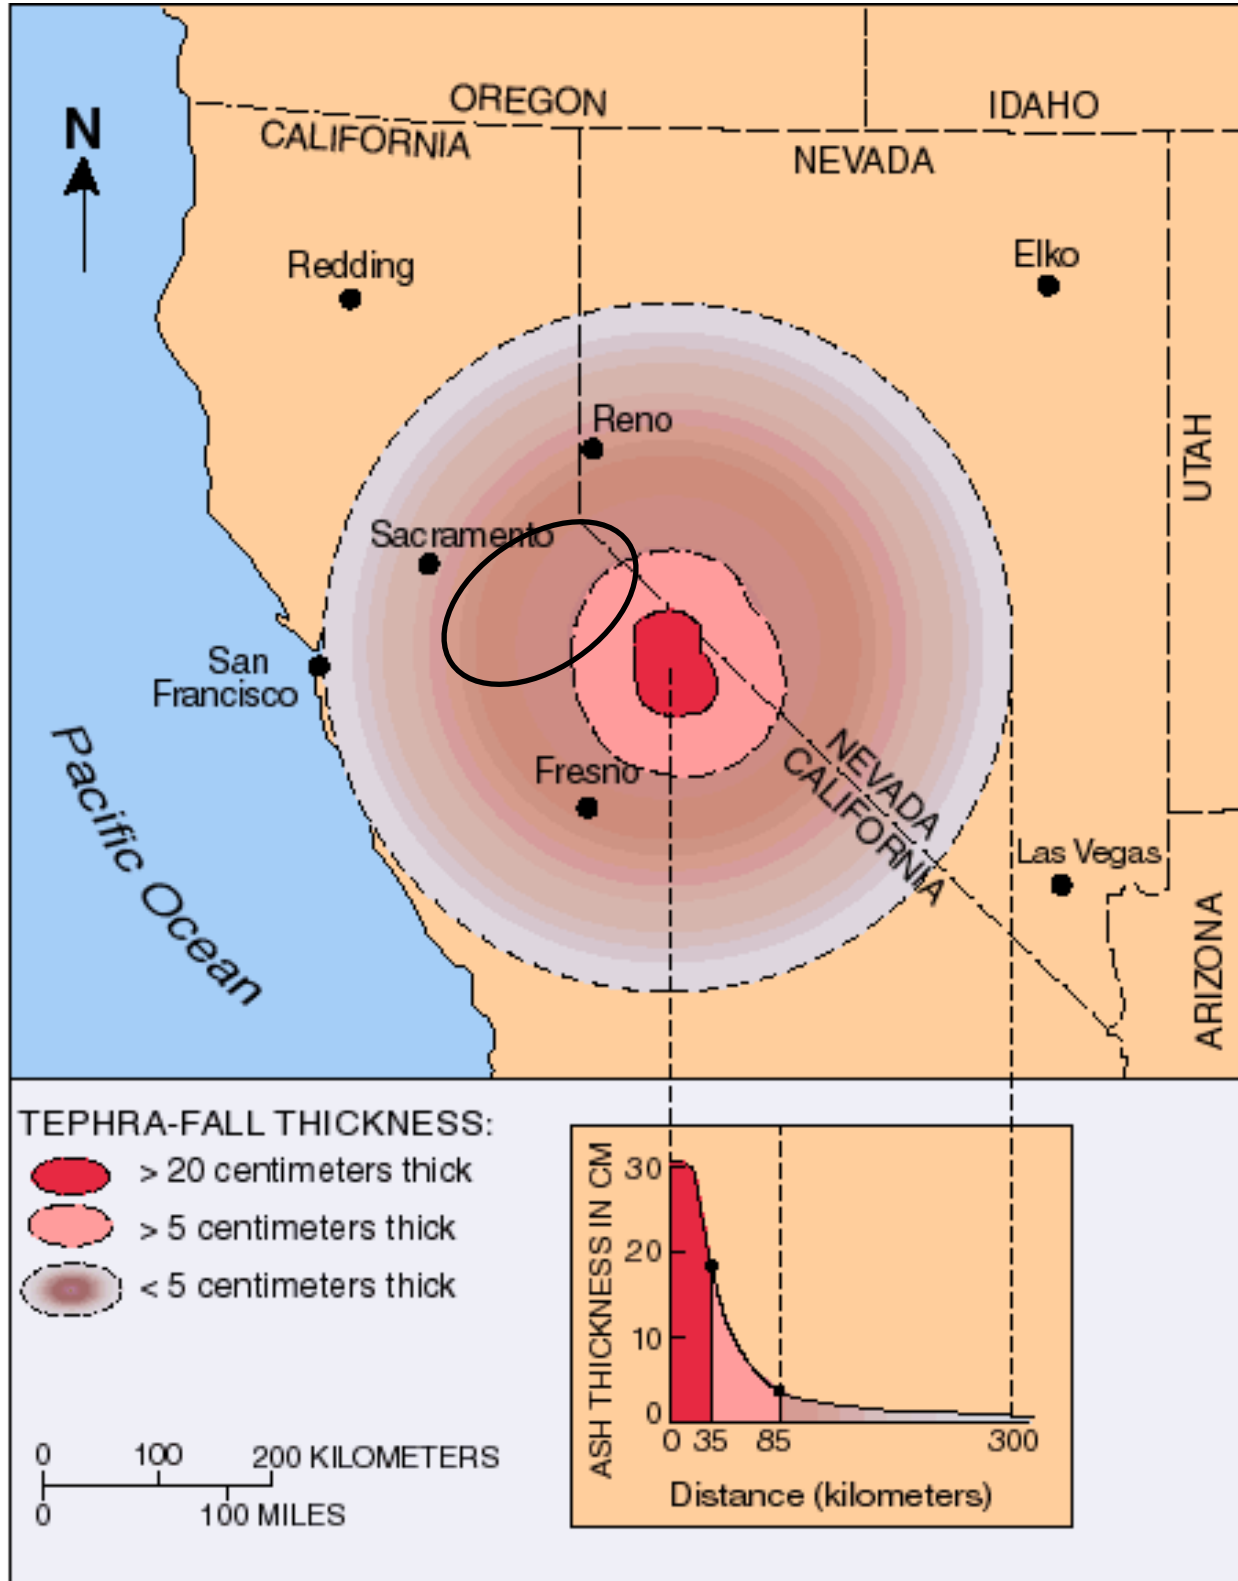 OREGON
IDAHO
N
CALIFORNIA
NEVADA
Redding
Elko
Reno
UTAH
Sacramento
San
Francisco
Pacific Ocean
Fresno
NEVADA
CALIFORNIA
Las Vegas
ARIZONA
TEPHRA-FALL THICKNESS:
> 20 centimeters thick
> 5 centimeters thick
< 5 centimeters thick
0 100 200 KILOMETERS
0 100 MILES
ASH THICKNESS IN CM
30
20
10
0
0 35 85 300
Distance (kilometers)